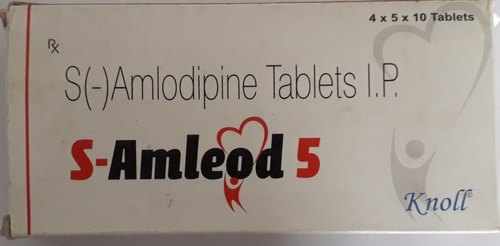 4 x 5 x 10 Tablets
Rx
S(-)Amlodipine Tablets I.P.
S-Amleod 5
Knoll